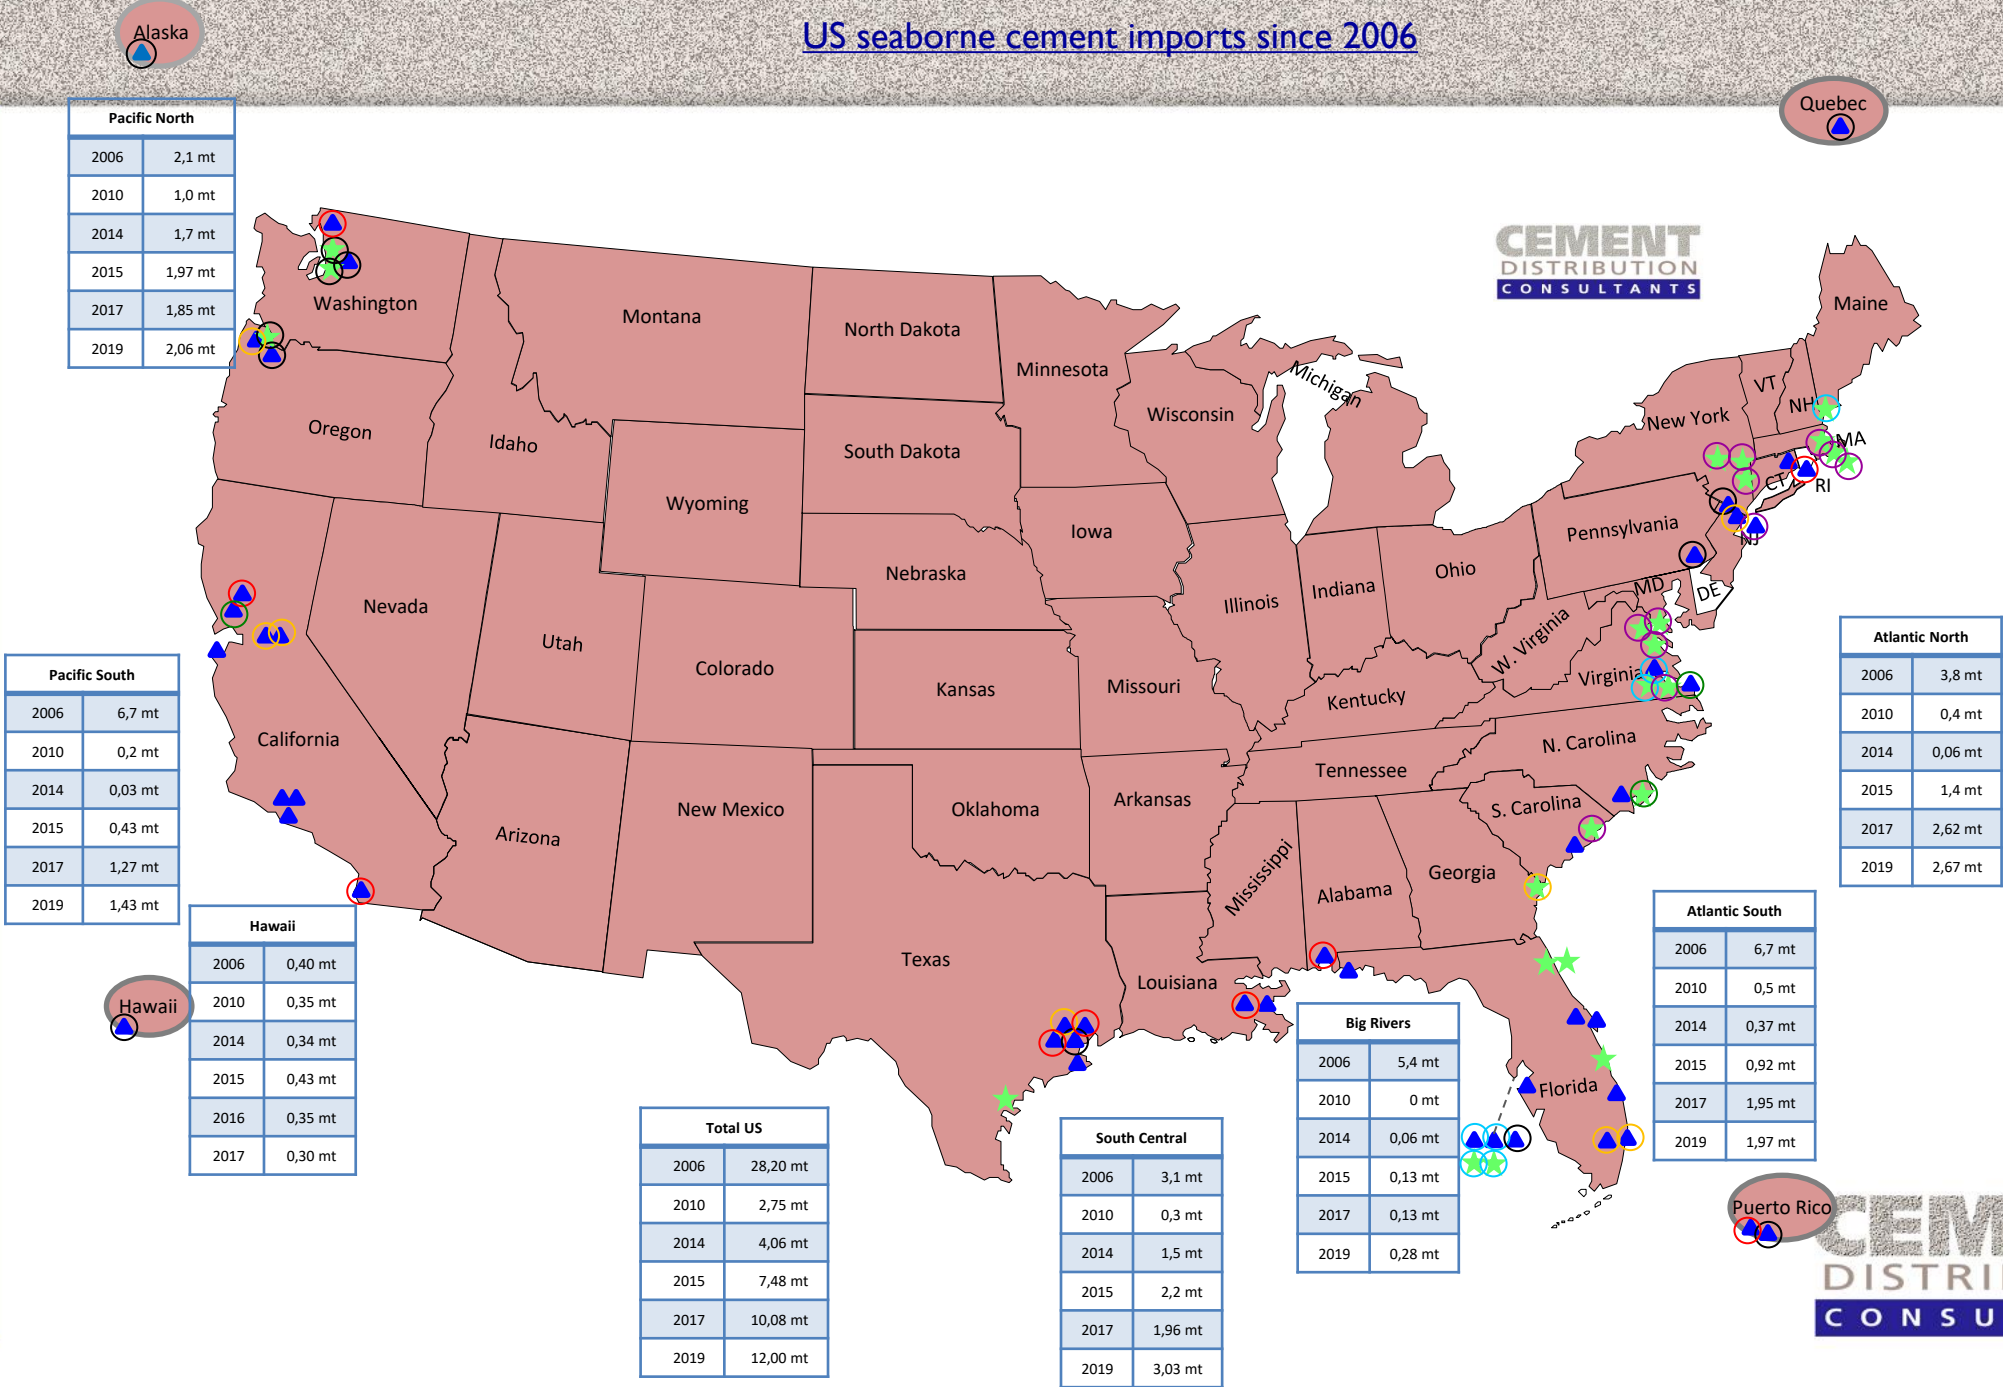 US seaborne cement imports since 2006
Alaska
Quebec
Pacific North
2006 2,1 mt
2010 1,0 mt
2014 1,7 mt
2015 1,97 mt
2017 1,85 mt
2019 2,06 mt
CEMENT
DISTRIBUTION
CONSULTANTS
Washington
Montana
North Dakota
Minnesota
Michigan
Maine
Oregon
Idaho
South Dakota
Wisconsin
New York
VT
NH
MA
CT
RI
Wyoming
Iowa
Pennsylvania
NJ
Nevada
Utah
Nebraska
Illinois
Indiana
Ohio
MD
DE
W. Virginia
Virginia
Colorado
Kansas
Missouri
Kentucky
California
N. Carolina
Tennessee
Arizona
New Mexico
Oklahoma
Arkansas
S. Carolina
Mississippi
Alabama
Georgia
Texas
Louisiana
Florida
Atlantic North
2006 3,8 mt
2010 0,4 mt
2014 0,06 mt
2015 1,4 mt
2017 2,62 mt
2019 2,67 mt
Pacific South
2006 6,7 mt
2010 0,2 mt
2014 0,03 mt
2015 0,43 mt
2017 1,27 mt
2019 1,43 mt
Atlantic South
2006 6,7 mt
2010 0,5 mt
2014 0,37 mt
2015 0,92 mt
2017 1,95 mt
2019 1,97 mt
Hawaii
2006 0,40 mt
2010 0,35 mt
2014 0,34 mt
2015 0,43 mt
2016 0,35 mt
2017 0,30 mt
Hawaii
Big Rivers
2006 5,4 mt
2010 0 mt
2014 0,06 mt
2015 0,13 mt
2017 0,13 mt
2019 0,28 mt
Total US
2006 28,20 mt
2010 2,75 mt
2014 4,06 mt
2015 7,48 mt
2017 10,08 mt
2019 12,00 mt
South Central
2006 3,1 mt
2010 0,3 mt
2014 1,5 mt
2015 2,2 mt
2017 1,96 mt
2019 3,03 mt
Puerto Rico
CEM
DISTRI
CONSU